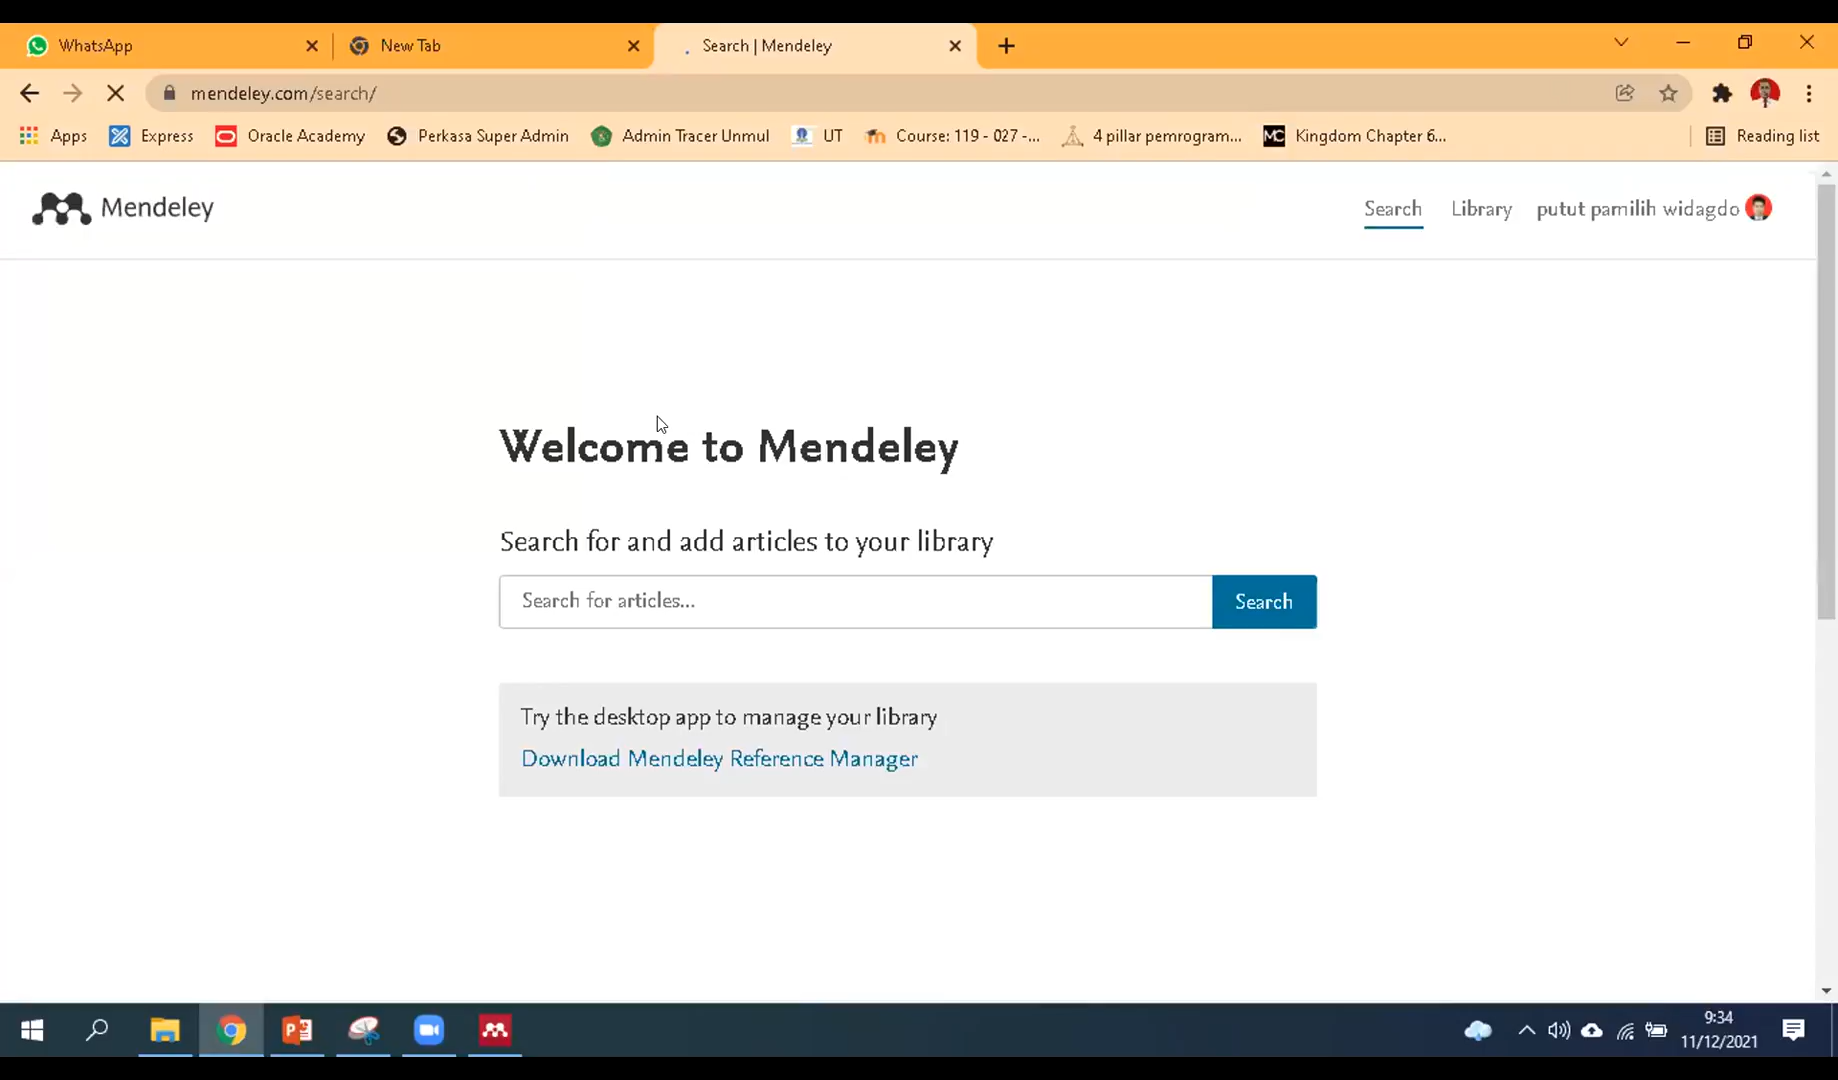 WhatsApp
New Tab
Search | Mendeley
mendeley.com/search/
Apps
Express
Oracle Academy
Perkasa Super Admin
Admin Tracer Unmul
UT
Course: 119 - 027 -...
4 pillar pemrogram...
MC
Kingdom Chapter 6...
Reading list
Mendeley
Search
Library
putut pamilih widagdo
Welcome to Mendeley
Search for and add articles to your library
Search for articles...
Search
Try the desktop app to manage your library
Download Mendeley Reference Manager
9:34
11/12/2021